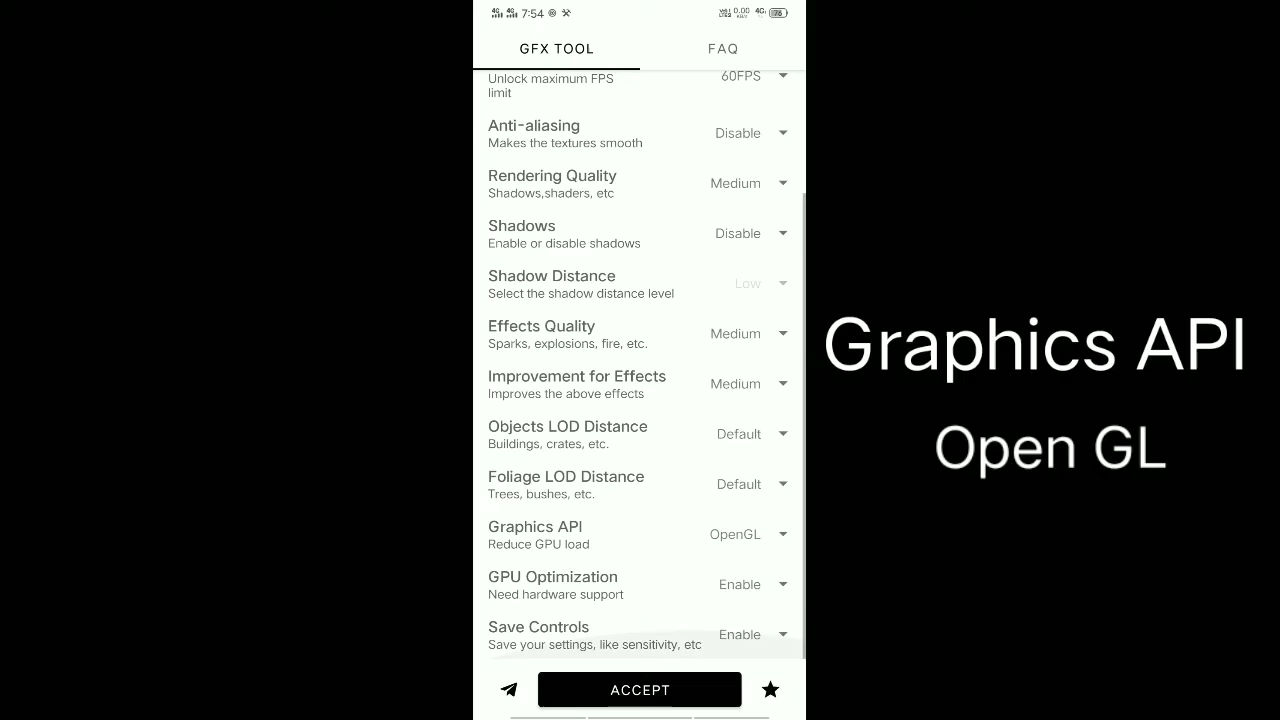 7:54
0.00
4G
78
GFX TOOL
FAQ
Unlock maximum FPS
limit
60FPS
Anti-aliasing
Makes the textures smooth
Disable
Rendering Quality
Shadows,shaders, etc
Medium
Shadows
Enable or disable shadows
Disable
Shadow Distance
Select the shadow distance level
Low
Effects Quality
Sparks, explosions, fire, etc.
Medium
Improvement for Effects
Improves the above effects
Medium
Objects LOD Distance
Buildings, crates, etc.
Default
Foliage LOD Distance
Trees, bushes, etc.
Default
Graphics API
Reduce GPU load
OpenGL
GPU Optimization
Need hardware support
Enable
Save Controls
Save your settings, like sensitivity, etc
Enable
ACCEPT
Graphics API
Open GL